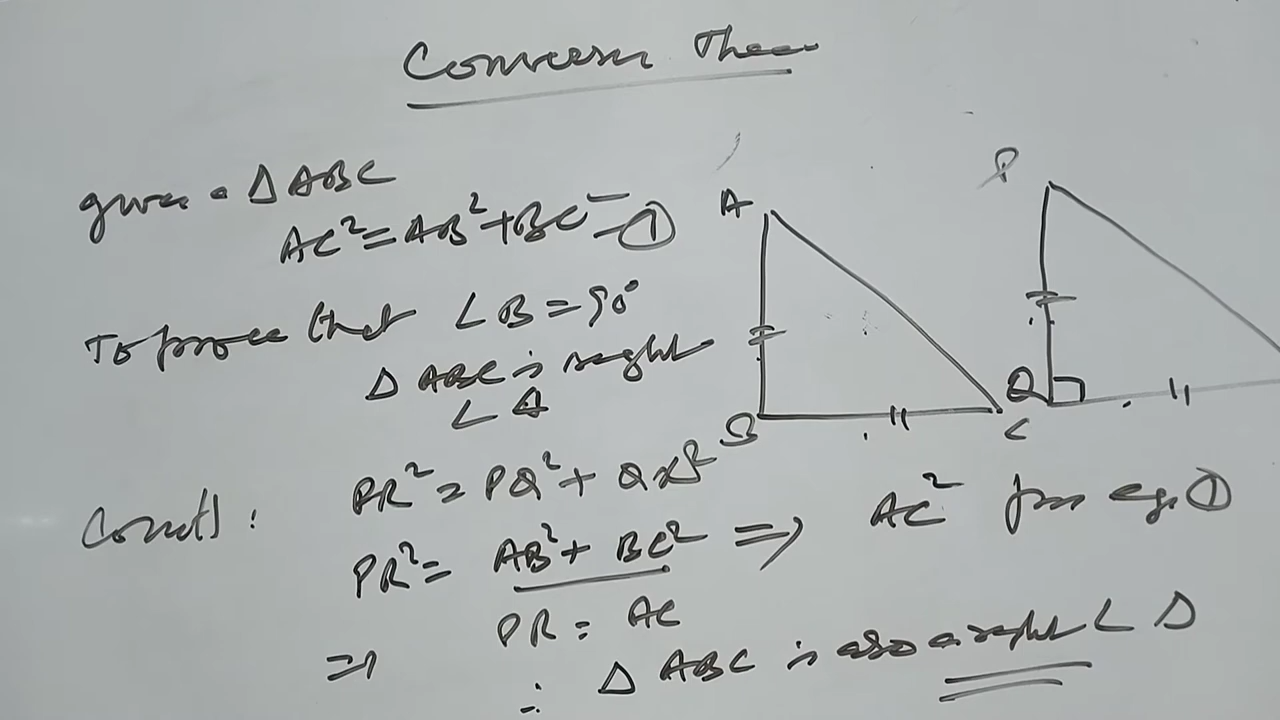 Converse Theo
given a Δ ABC
AC² = AB² + BC² - ①
To prove that ∠B = 90°
Δ ABC is right
∠ Δ
Const :
PR² = PQ² + QR²
PR² = AB² + BC² ⇒ AC² from eq. ①
⇒ PR = AC
∴ Δ ABC is also a right ∠ Δ
A
B
C
P
Q